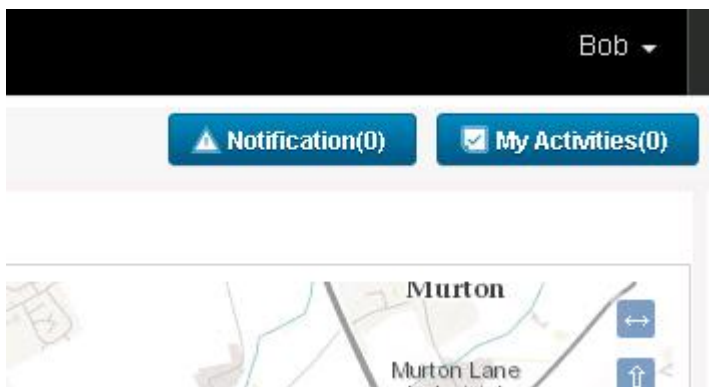 Bob
Notification(0)
My Activities(0)
Murton
Murton Lane